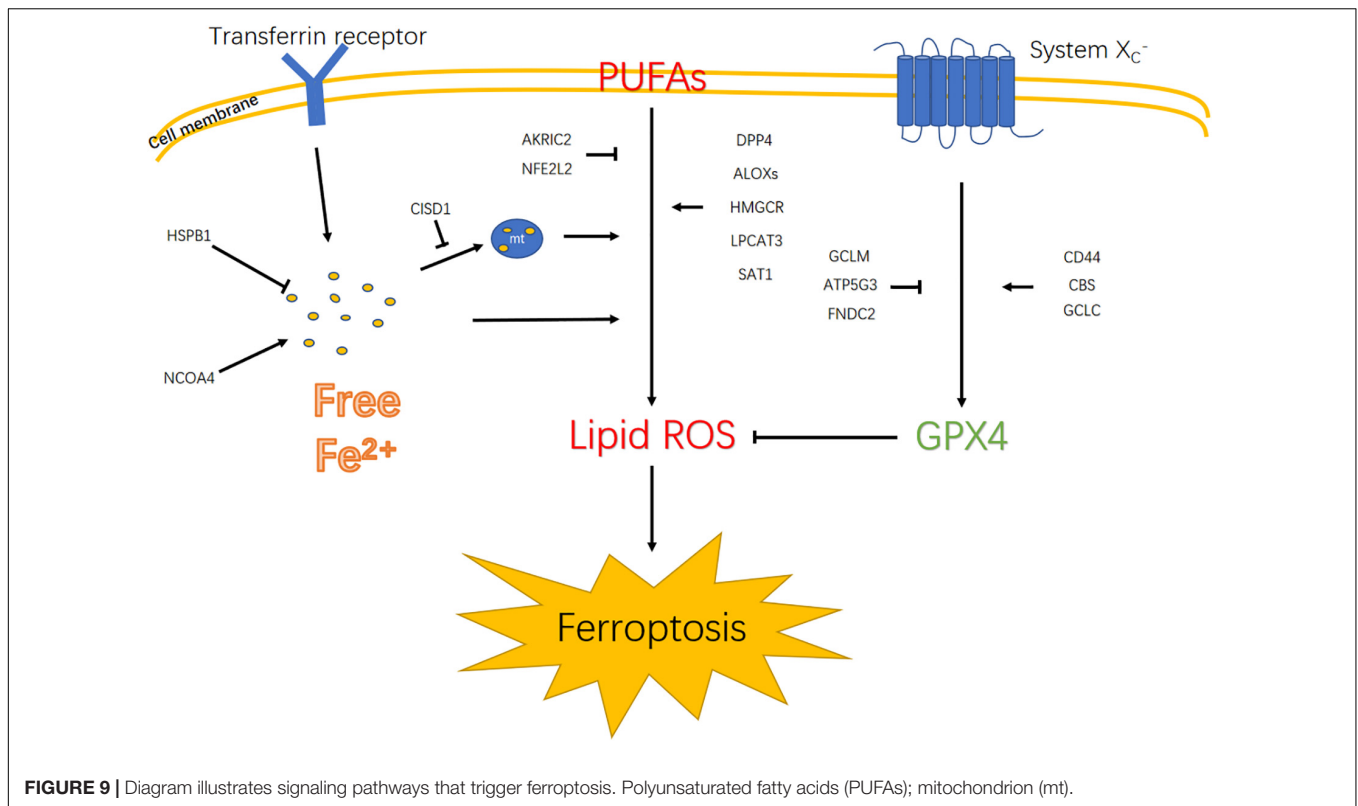 Transferrin receptor
System X_C^-
PUFAs
Cell membrane
AKRIC2
NFE2L2
DPP4
ALOXs
HMGCR
LPCAT3
SAT1
CISD1
mt
HSPB1
GCLM
ATP5G3
FNDC2
CD44
CBS
GCLC
NCOA4
Free
Fe²⁺
Lipid ROS
GPX4
Ferroptosis
FIGURE 9 | Diagram illustrates signaling pathways that trigger ferroptosis. Polyunsaturated fatty acids (PUFAs); mitochondrion (mt).